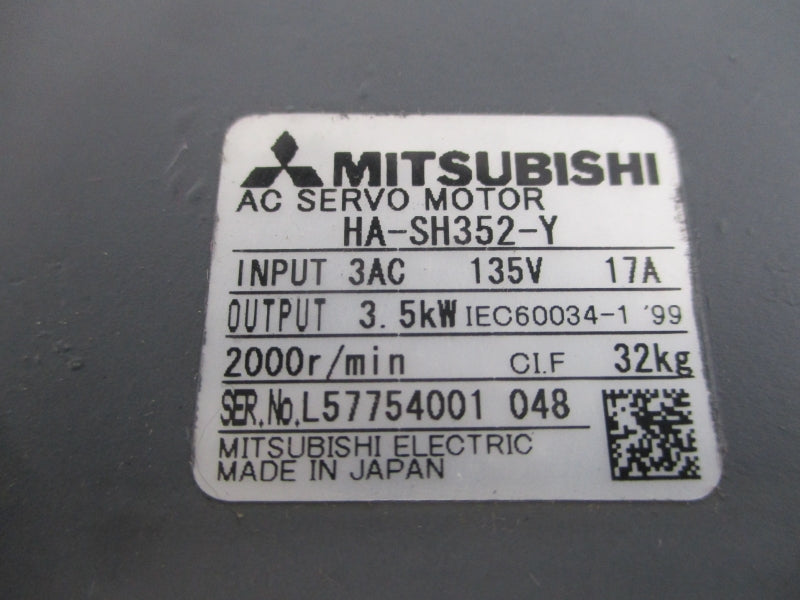 MITSUBISHI
AC SERVO MOTOR
HA-SH352-Y
INPUT 3AC 135V 17A
OUTPUT 3.5kW IEC60034-1 '99
2000r/min CI.F 32kg
SER.No.L57754001 048
MITSUBISHI ELECTRIC
MADE IN JAPAN